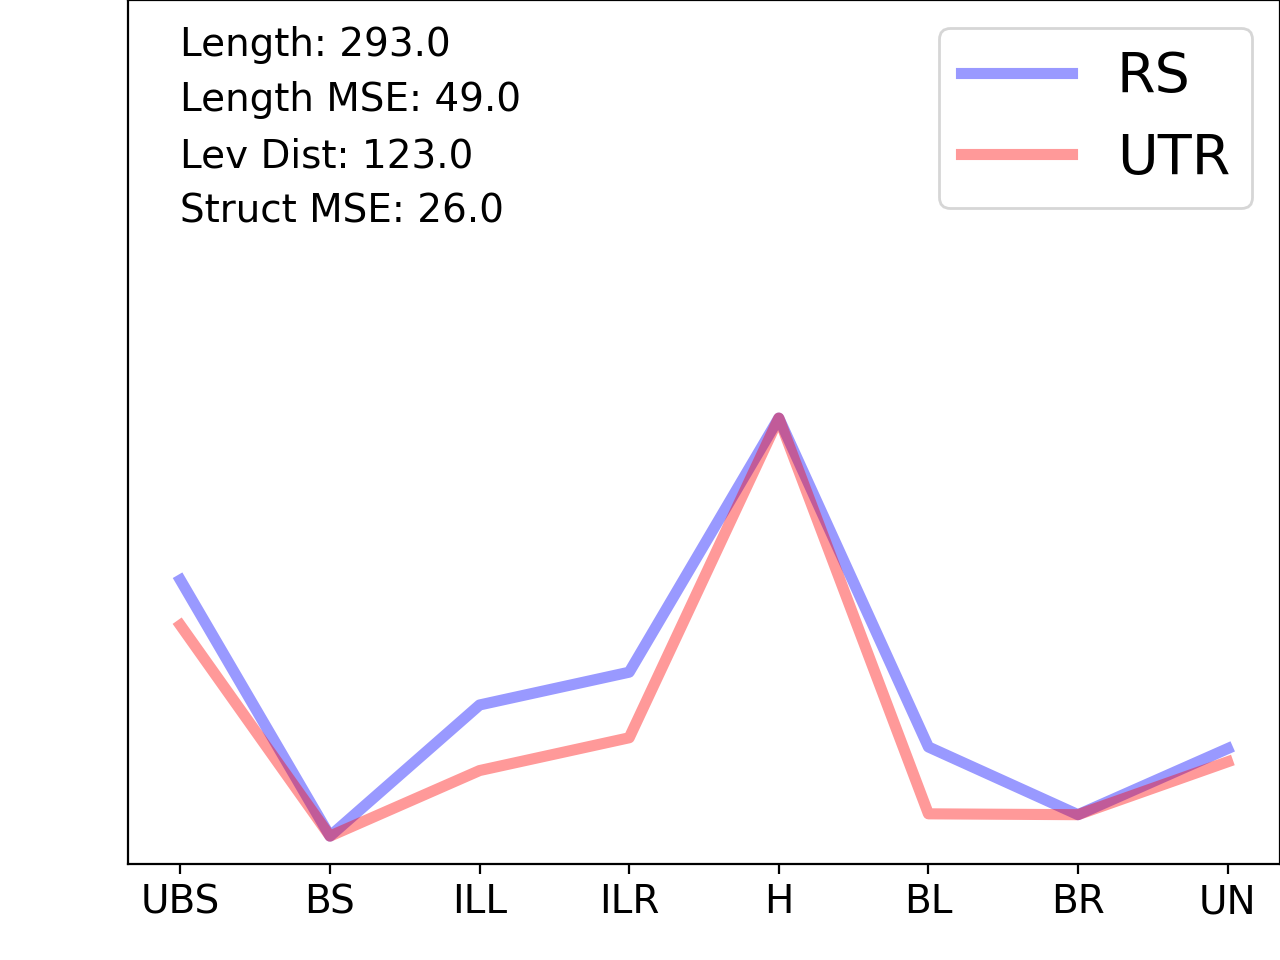 Length: 293.0
Length MSE: 49.0
Lev Dist: 123.0
Struct MSE: 26.0
RS
UTR
UBS BS ILL ILR H BL BR UN